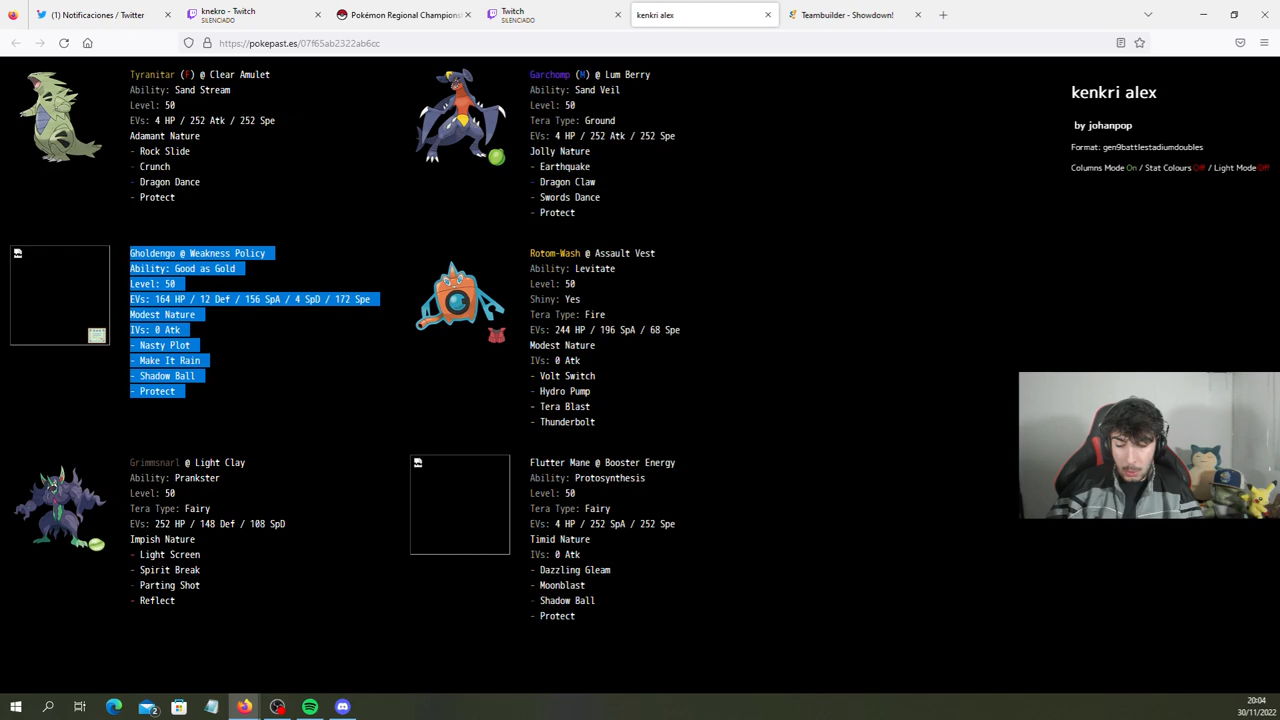 (1) Notificaciones / Twitter
knekro - Twitch
SILENCIADO
Pokémon Regional Champions
Twitch
SILENCIADO
kenkri alex
Teambuilder - Showdown!
https://pokepast.es/07f65ab2322ab6cc
Tyranitar (F) @ Clear Amulet
Ability: Sand Stream
Level: 50
EVs: 4 HP / 252 Atk / 252 Spe
Adamant Nature
- Rock Slide
- Crunch
- Dragon Dance
- Protect
Garchomp (M) @ Lum Berry
Ability: Sand Veil
Level: 50
Tera Type: Ground
EVs: 4 HP / 252 Atk / 252 Spe
Jolly Nature
- Earthquake
- Dragon Claw
- Swords Dance
- Protect
kenkri alex
by johanpop
Format: gen9battlestadiumdoubles
Columns Mode On / Stat Colours Off / Light Mode Off
Gholdengo @ Weakness Policy
Ability: Good as Gold
Level: 50
EVs: 164 HP / 12 Def / 156 SpA / 4 SpD / 172 Spe
Modest Nature
IVs: 0 Atk
- Nasty Plot
- Make It Rain
- Shadow Ball
- Protect
Rotom-Wash @ Assault Vest
Ability: Levitate
Level: 50
Shiny: Yes
Tera Type: Fire
EVs: 244 HP / 196 SpA / 68 Spe
Modest Nature
IVs: 0 Atk
- Volt Switch
- Hydro Pump
- Tera Blast
- Thunderbolt
Grimmsnarl @ Light Clay
Ability: Prankster
Level: 50
Tera Type: Fairy
EVs: 252 HP / 148 Def / 108 SpD
Impish Nature
- Light Screen
- Spirit Break
- Parting Shot
- Reflect
Flutter Mane @ Booster Energy
Ability: Protosynthesis
Level: 50
Tera Type: Fairy
EVs: 4 HP / 252 SpA / 252 Spe
Timid Nature
IVs: 0 Atk
- Dazzling Gleam
- Moonblast
- Shadow Ball
- Protect
2
20:04
30/11/2022